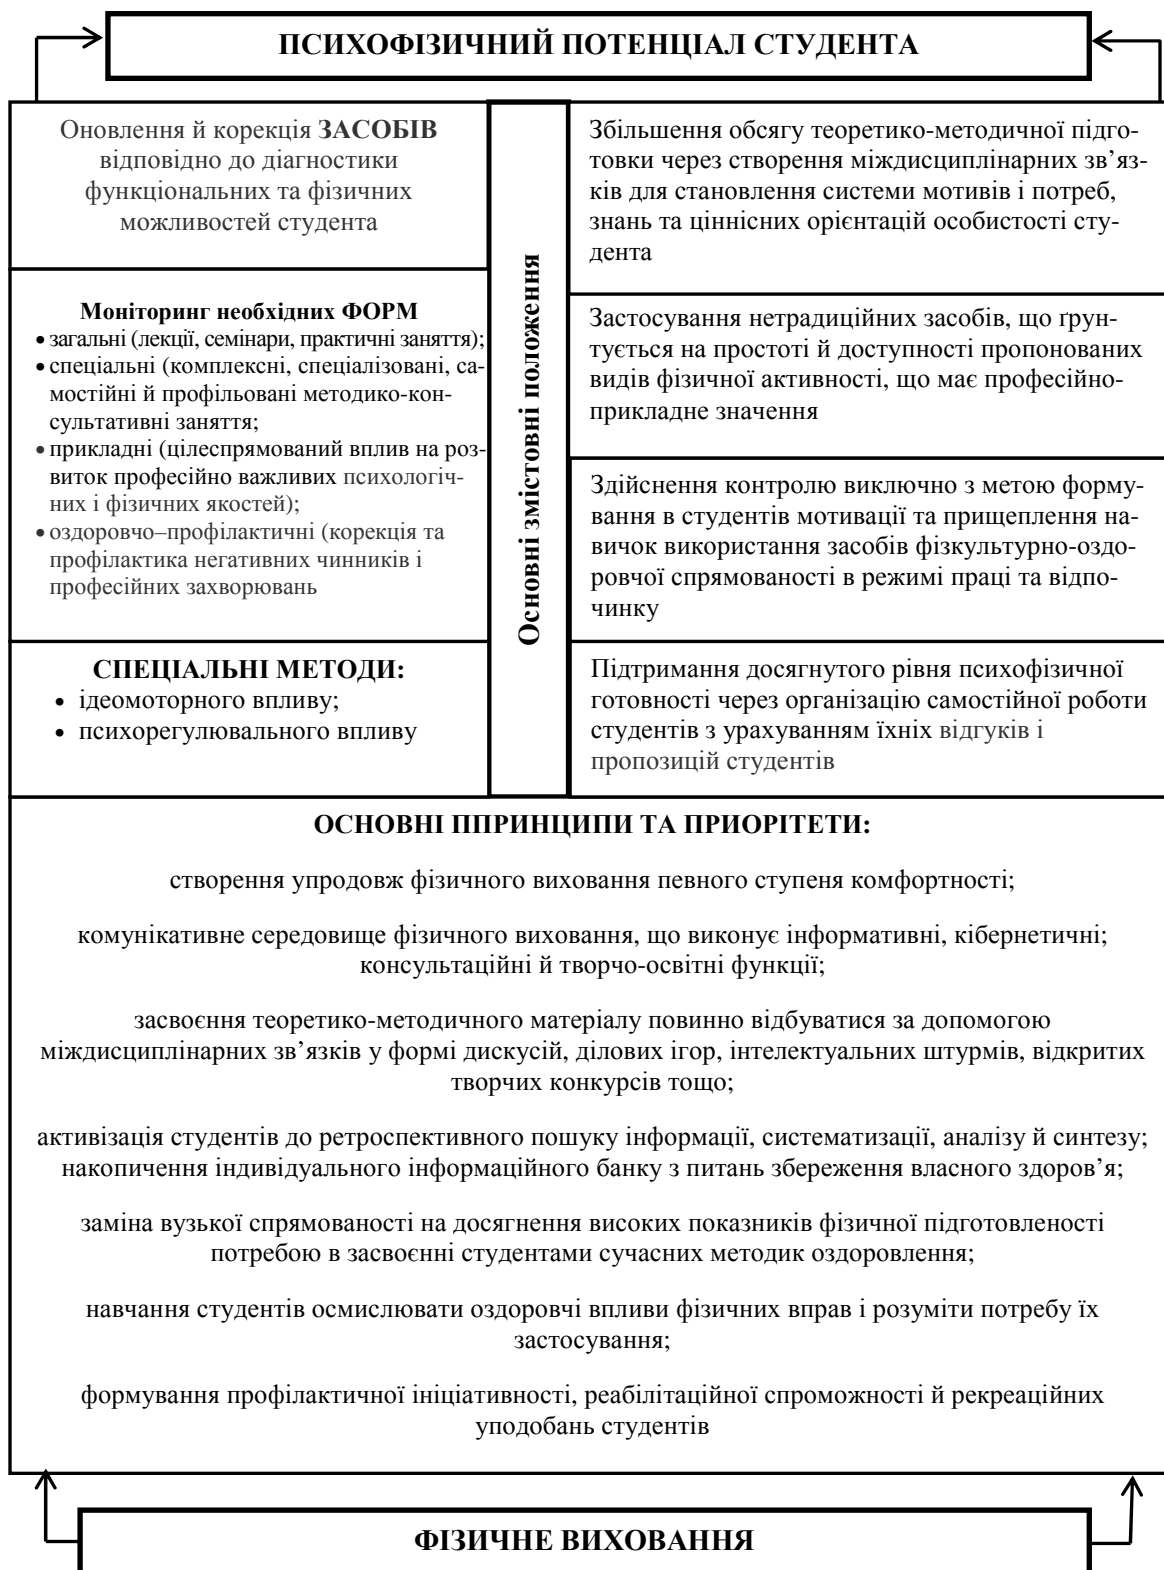 ПСИХОФІЗИЧНИЙ ПОТЕНЦІАЛ СТУДЕНТА
Оновлення й корекція ЗАСОБІВ
відповідно до діагностики
функціональних та фізичних
можливостей студента
Моніторинг необхідних ФОРМ
• загальні (лекції, семінари, практичні заняття);
• спеціальні (комплексні, спеціалізовані, са-
мостійні й профільовані методико-кон-
сультативні заняття;
• прикладні (цілеспрямований вплив на роз-
виток професійно важливих психологіч-
них і фізичних якостей);
• оздоровчо–профілактичні (корекція та
профілактика негативних чинників і
професійних захворювань
СПЕЦІАЛЬНІ МЕТОДИ:
• ідеомоторного впливу;
• психорегулювального впливу
Основні змістовні положення
Збільшення обсягу теоретико-методичної підго-
товки через створення міждисциплінарних зв’яз-
ків для становлення системи мотивів і потреб,
знань та ціннісних орієнтацій особистості сту-
дента
Застосування нетрадиційних засобів, що ґрун-
тується на простоті й доступності пропонованих
видів фізичної активності, що має професійно-
прикладне значення
Здійснення контролю виключно з метою форму-
вання в студентів мотивації та прищеплення на-
вичок використання засобів фізкультурно-оздо-
ровчої спрямованості в режимі праці та відпо-
чинку
Підтримання досягнутого рівня психофізичної
готовності через організацію самостійної роботи
студентів з урахуванням їхніх відгуків і
пропозицій студентів
ОСНОВНІ ППРИНЦИПИ ТА ПРИОРІТЕТИ:
створення упродовж фізичного виховання певного ступеня комфортності;
комунікативне середовище фізичного виховання, що виконує інформативні, кібернетичні;
консультаційні й творчо-освітні функції;
засвоєння теоретико-методичного матеріалу повинно відбуватися за допомогою
міждисциплінарних зв’язків у формі дискусій, ділових ігор, інтелектуальних штурмів, відкритих
творчих конкурсів тощо;
активізація студентів до ретроспективного пошуку інформації, систематизації, аналізу й синтезу;
накопичення індивідуального інформаційного банку з питань збереження власного здоров’я;
заміна вузької спрямованості на досягнення високих показників фізичної підготовленості
потребою в засвоєнні студентами сучасних методик оздоровлення;
навчання студентів осмислювати оздоровчі впливи фізичних вправ і розуміти потребу їх
застосування;
формування профілактичної ініціативності, реабілітаційної спроможності й рекреаційних
уподобань студентів
ФІЗИЧНЕ ВИХОВАННЯ